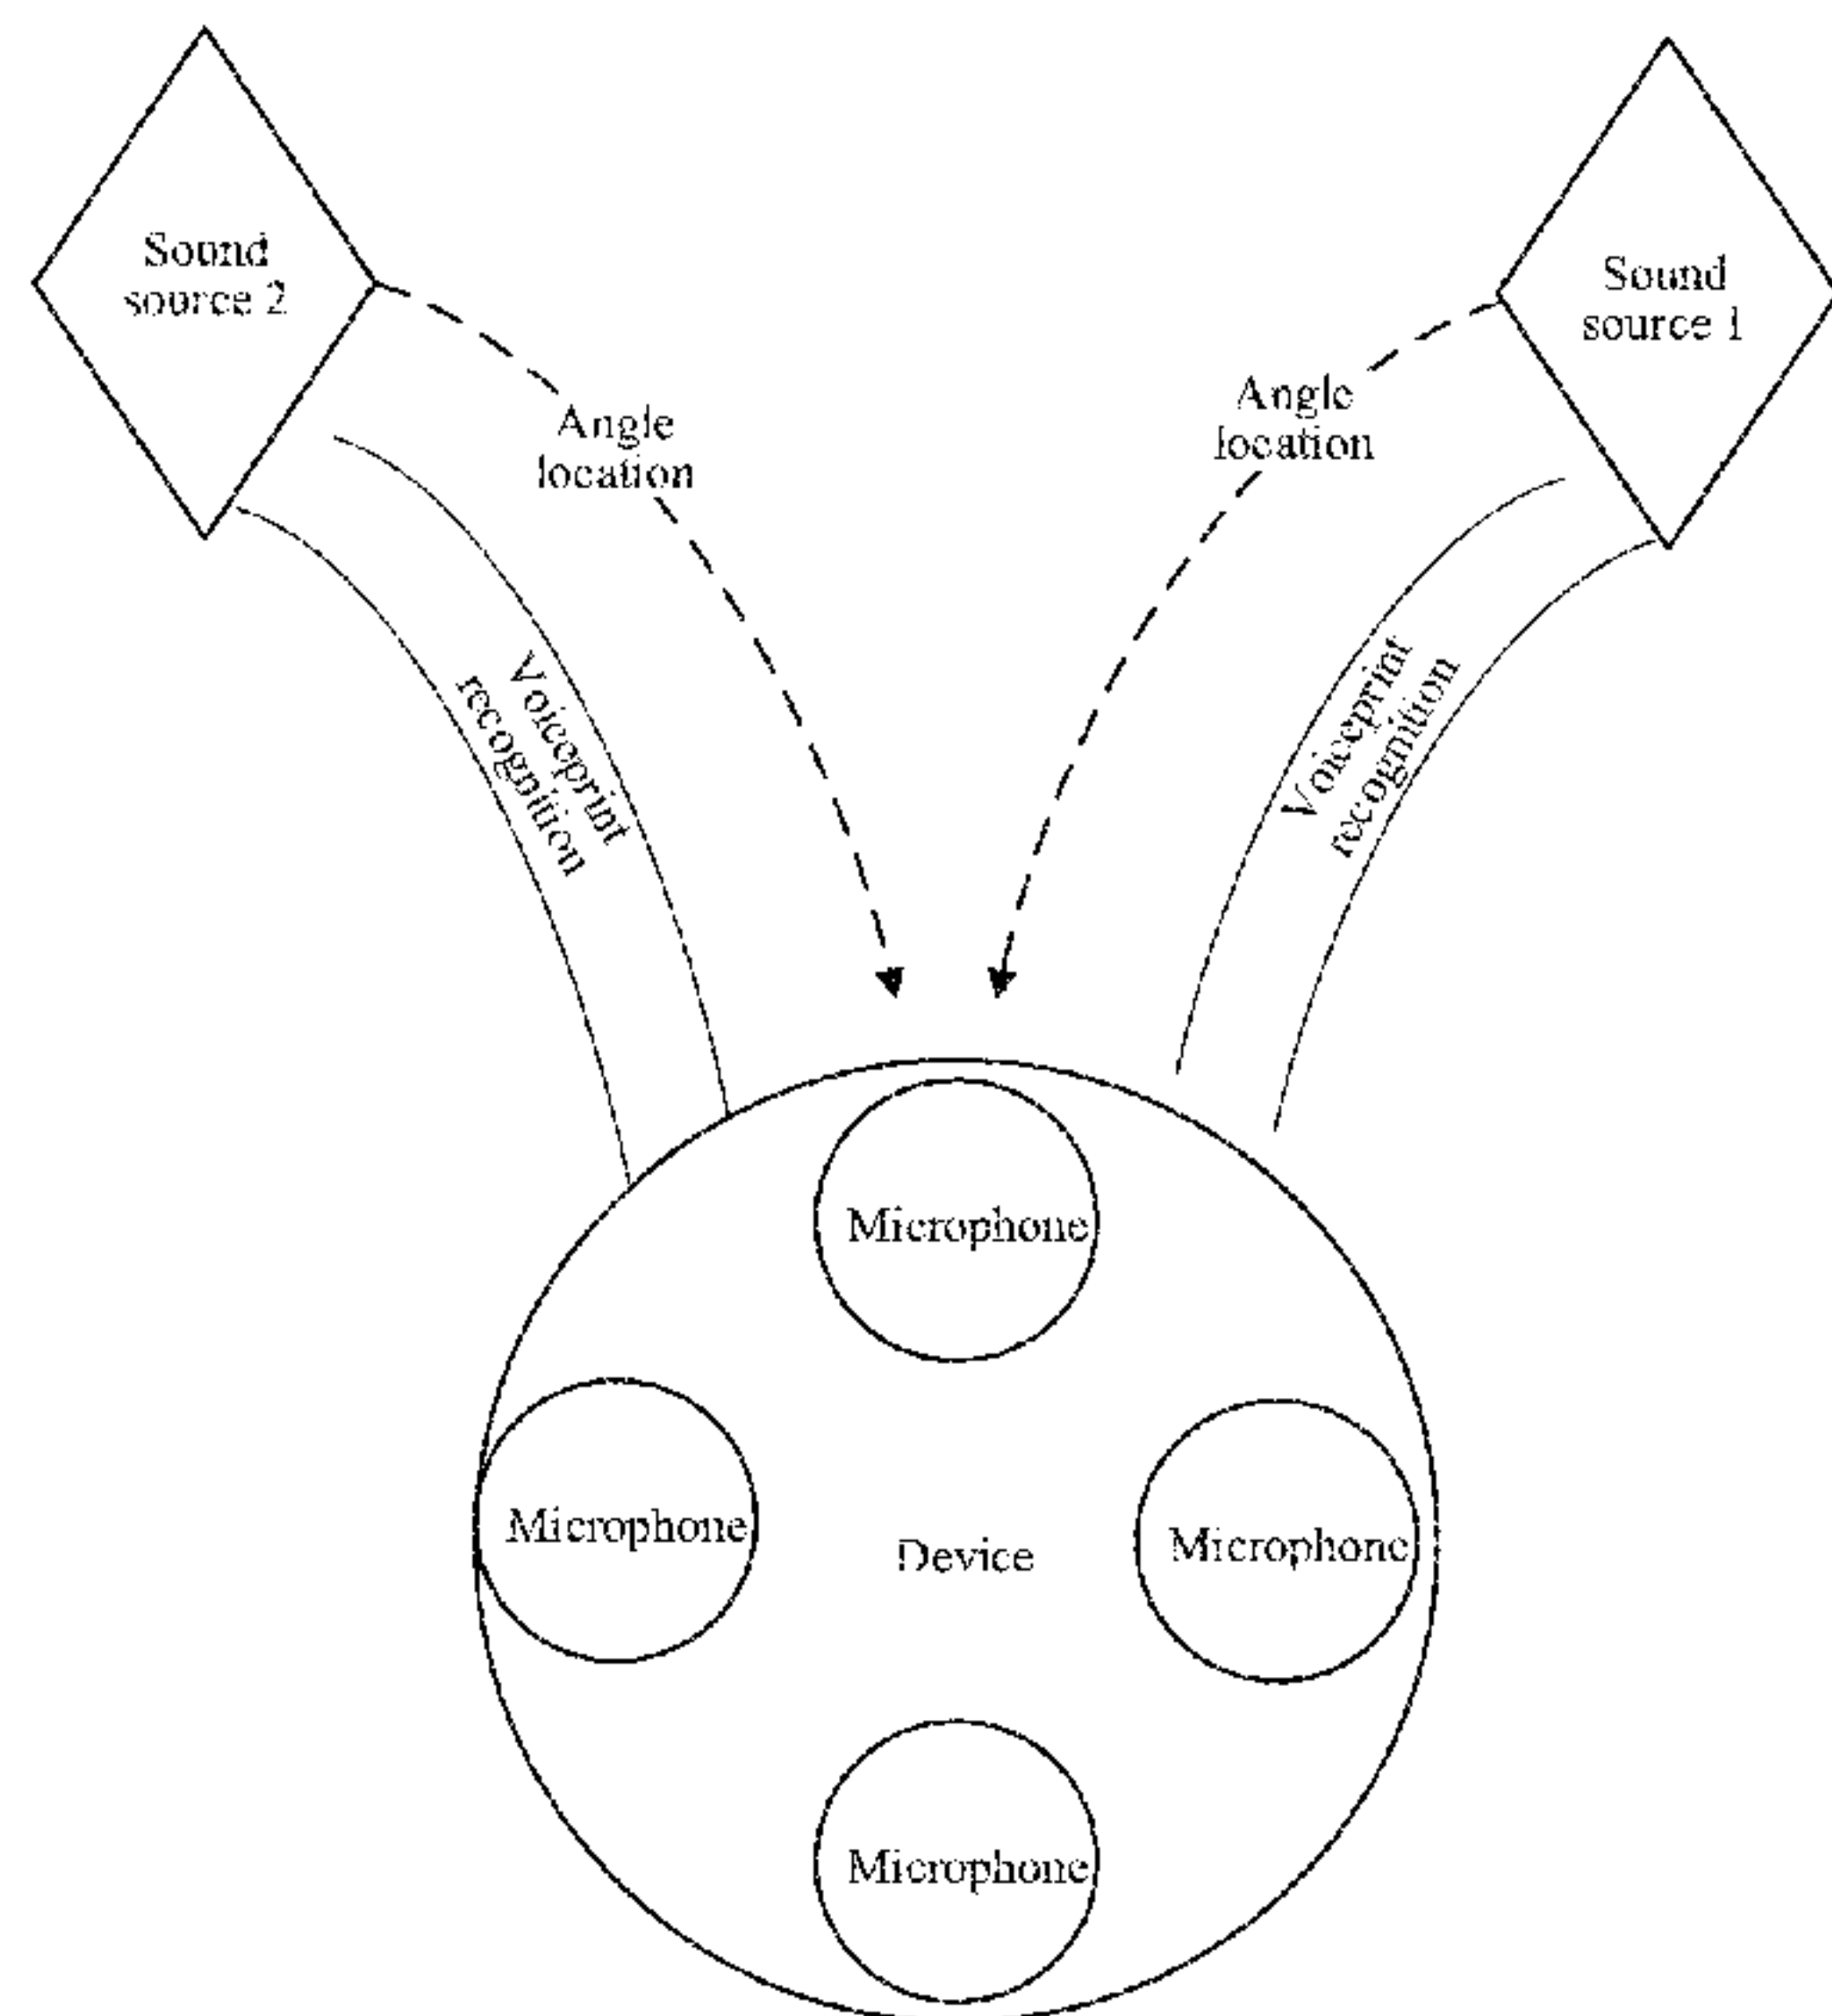 Sound
source 2
Sound
source 1
Angle
location
Angle
location
Voiceprint
recognition
Voiceprint
recognition
Microphone
Microphone
Device
Microphone
Microphone